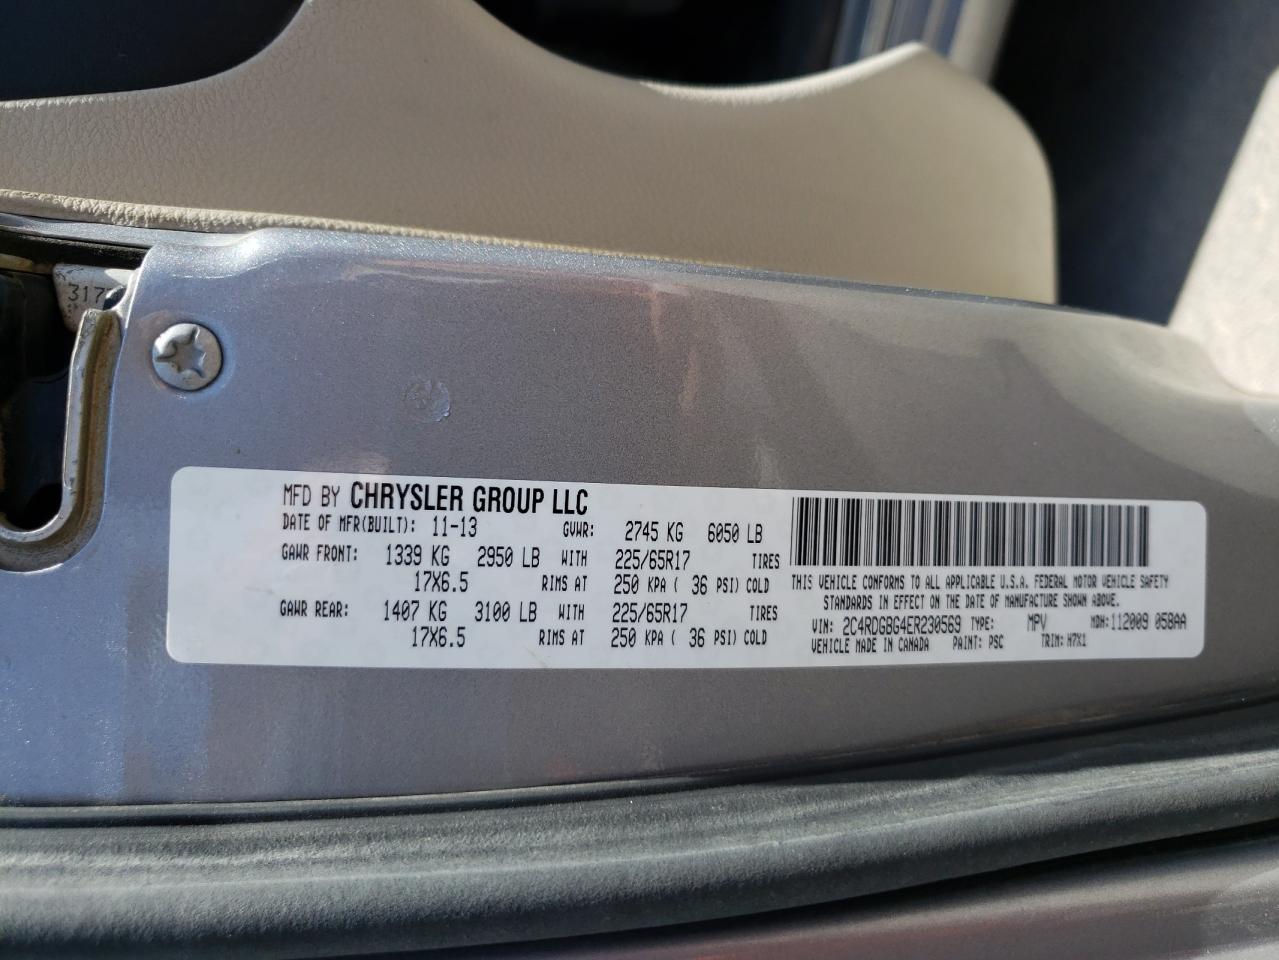 317
MFD BY CHRYSLER GROUP LLC
DATE OF MFR(BUILT): 11-13 GVWR: 2745 KG 6050 LB
GAWR FRONT: 1339 KG 2950 LB WITH 225/65R17 TIRES
17X6.5 RIMS AT 250 KPA ( 36 PSI) COLD
GAWR REAR: 1407 KG 3100 LB WITH 225/65R17 TIRES
17X6.5 RIMS AT 250 KPA ( 36 PSI) COLD
THIS VEHICLE CONFORMS TO ALL APPLICABLE U.S.A. FEDERAL MOTOR VEHICLE SAFETY
STANDARDS IN EFFECT ON THE DATE OF MANUFACTURE SHOWN ABOVE.
VIN: 2C4RDGBG4ER230569 TYPE: MPV MDH: 112009 058AA
VEHICLE MADE IN CANADA PAINT: PSC TRIM: H7X1